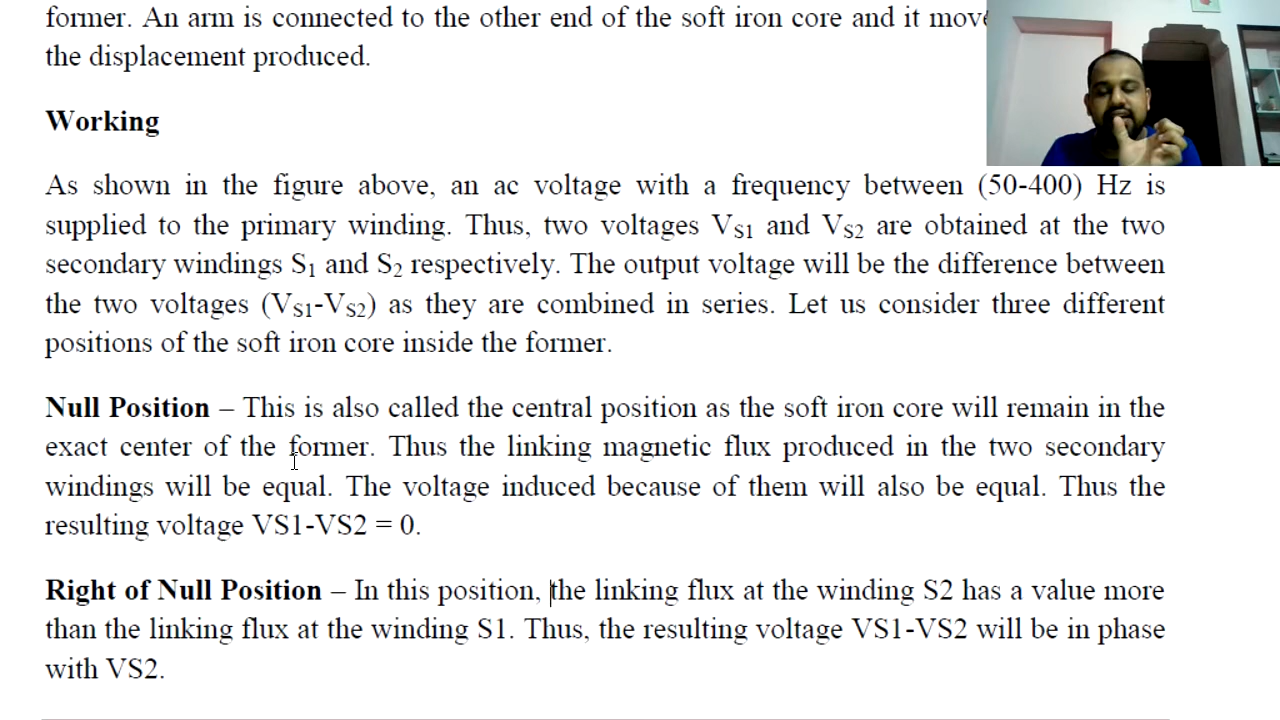 former. An arm is connected to the other end of the soft iron core and it
the displacement produced.
Working
As shown in the figure above, an ac voltage with a frequency between (50-400) Hz is
supplied to the primary winding. Thus, two voltages VS1 and VS2 are obtained at the two
secondary windings S1 and S2 respectively. The output voltage will be the difference between
the two voltages (VS1-VS2) as they are combined in series. Let us consider three different
positions of the soft iron core inside the former.
Null Position – This is also called the central position as the soft iron core will remain in the
exact center of the former. Thus the linking magnetic flux produced in the two secondary
windings will be equal. The voltage induced because of them will also be equal. Thus the
resulting voltage VS1-VS2 = 0.
Right of Null Position – In this position, the linking flux at the winding S2 has a value more
than the linking flux at the winding S1. Thus, the resulting voltage VS1-VS2 will be in phase
with VS2.